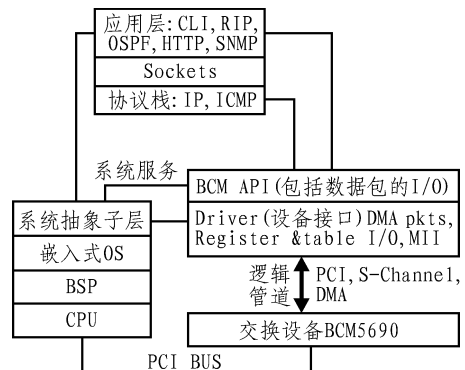 应用层:CLI,RIP,
OSPF,HTTP,SNMP
Sockets
协议栈:IP,ICMP
系统服务
BCM API(包括数据包的I/O)
Driver(设备接口)DMA pkts,
Register &table I/O,MII
系统抽象子层
嵌入式OS
BSP
CPU
逻辑
管道
PCI,S-Channel,
DMA
交换设备BCM5690
PCI BUS